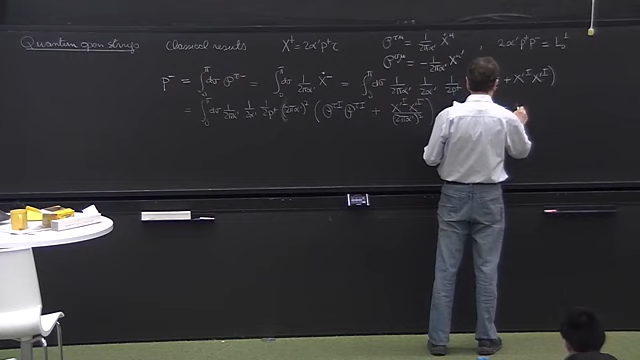 Quantum open strings Classical results X⁺ = 2α'p⁺τ 𝒫^{τμ} = 1/2πα' Ẋ^μ , 2α'p⁺p⁻ = L₀^⊥
𝒫^{σμ} = -1/2πα' X'^μ
p⁻ = ∫₀^π dσ 𝒫^{τ-} = ∫₀^π dσ 1/2πα' Ẋ⁻ = ∫₀^π dσ 1/2πα' 1/2α' 1/2p⁺ + X'^I X'^I )
= ∫₀^π dσ 1/2πα' 1/2α' 1/2p⁺ (2πα')² ( 𝒫^{τI} 𝒫^{τI} + X'^I X'^I/(2πα')² )